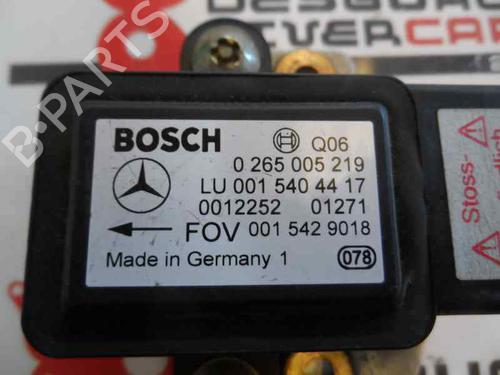 BOSCH Q06
0 265 005 219
LU 001 540 44 17
0012252 01271
FOV 001 542 9018
Made in Germany 1 078
Stoss-
B-PARTS